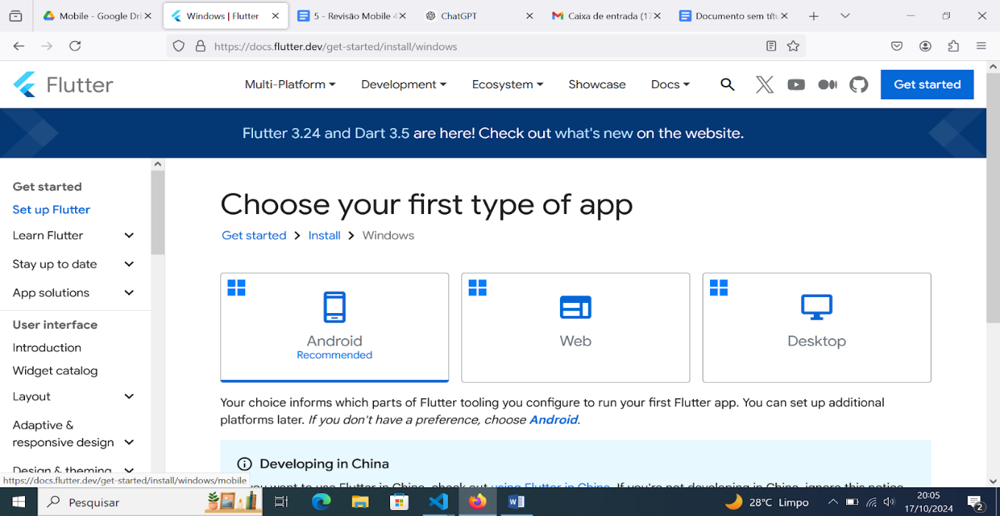 Mobile - Google Dri
Windows | Flutter
5 - Revisão Mobile 4
ChatGPT
Caixa de entrada (17
Documento sem títu
https://docs.flutter.dev/get-started/install/windows
Flutter
Multi-Platform
Development
Ecosystem
Showcase
Docs
Get started
Flutter 3.24 and Dart 3.5 are here! Check out what's new on the website.
Get started
Set up Flutter
Learn Flutter
Stay up to date
App solutions
User interface
Introduction
Widget catalog
Layout
Adaptive &
responsive design
Design & theming
Choose your first type of app
Get started > Install > Windows
Android
Recommended
Web
Desktop
Your choice informs which parts of Flutter tooling you configure to run your first Flutter app. You can set up additional
platforms later. If you don't have a preference, choose Android.
Developing in China
you want to use Flutter in China, check out using Flutter in China. If you're not developing in China, ignore this notice
https://docs.flutter.dev/get-started/install/windows/mobile
Pesquisar
28°C Limpo
20:05
17/10/2024
2